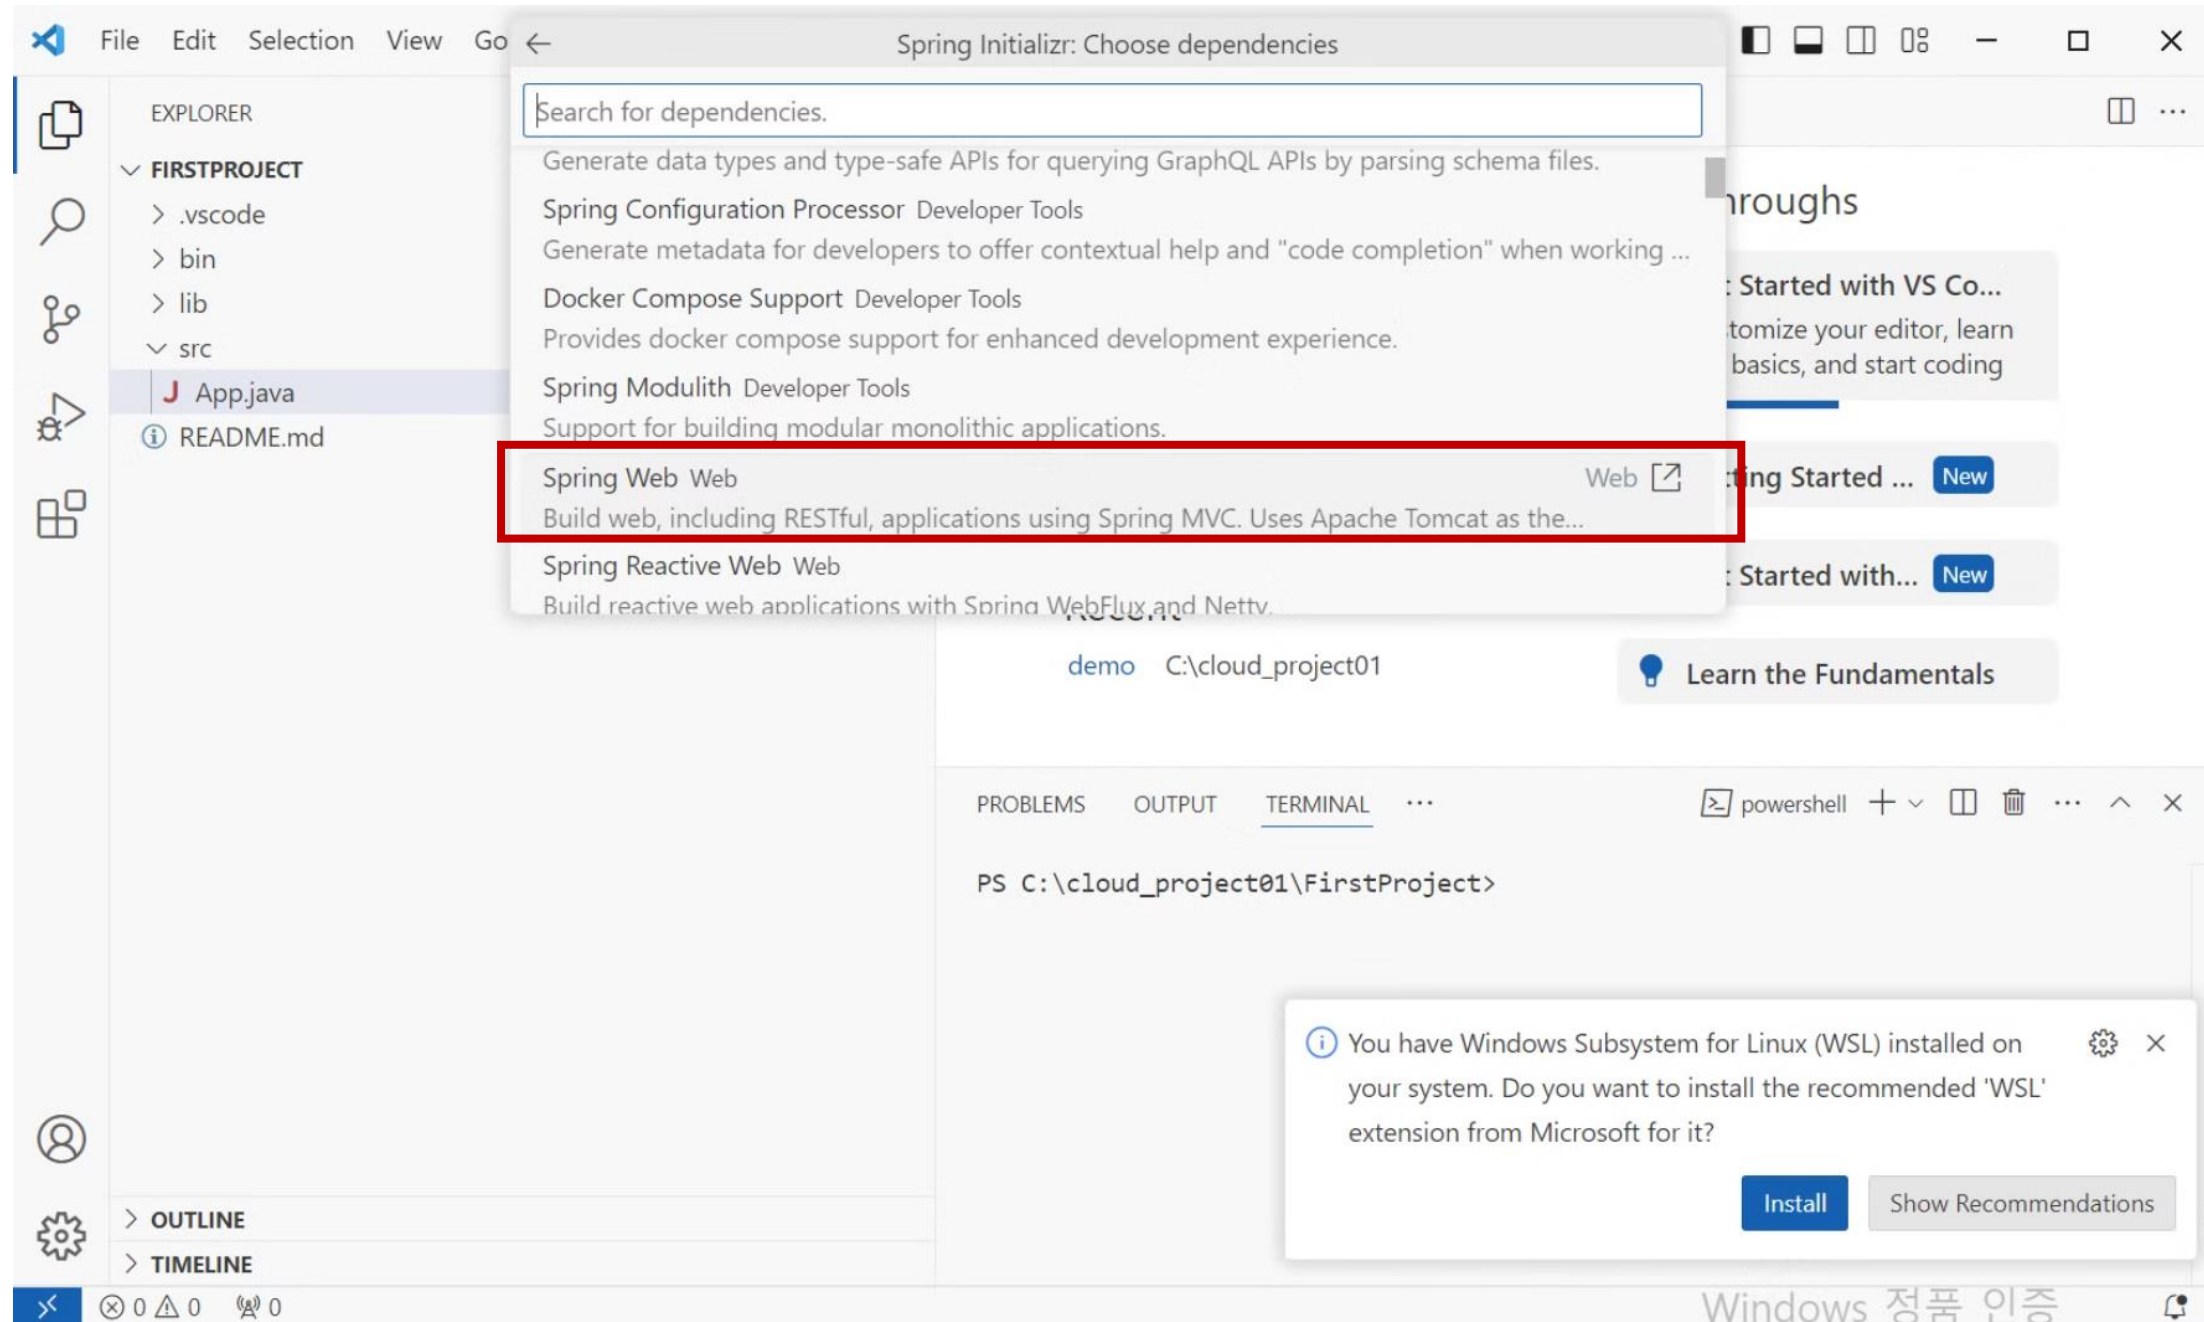 File Edit Selection View Go
Spring Initializr: Choose dependencies
Search for dependencies.
Generate data types and type-safe APIs for querying GraphQL APIs by parsing schema files.
Spring Configuration Processor Developer Tools
Generate metadata for developers to offer contextual help and "code completion" when working ...
Docker Compose Support Developer Tools
Provides docker compose support for enhanced development experience.
Spring Modulith Developer Tools
Support for building modular monolithic applications.
Spring Web Web Web
Build web, including RESTful, applications using Spring MVC. Uses Apache Tomcat as the...
Spring Reactive Web Web
Build reactive web applications with Spring WebFlux and Netty.
EXPLORER
FIRSTPROJECT
.vscode
bin
lib
src
J App.java
README.md
OUTLINE
TIMELINE
Started with VS Co...
your editor, learn
basics, and start coding
Started ... New
Started with... New
Learn the Fundamentals
Recent
demo C:\cloud_project01
PROBLEMS OUTPUT TERMINAL ...
powershell
PS C:\cloud_project01\FirstProject>
You have Windows Subsystem for Linux (WSL) installed on
your system. Do you want to install the recommended 'WSL'
extension from Microsoft for it?
Install Show Recommendations
0 0 0
Windows 정품 인증